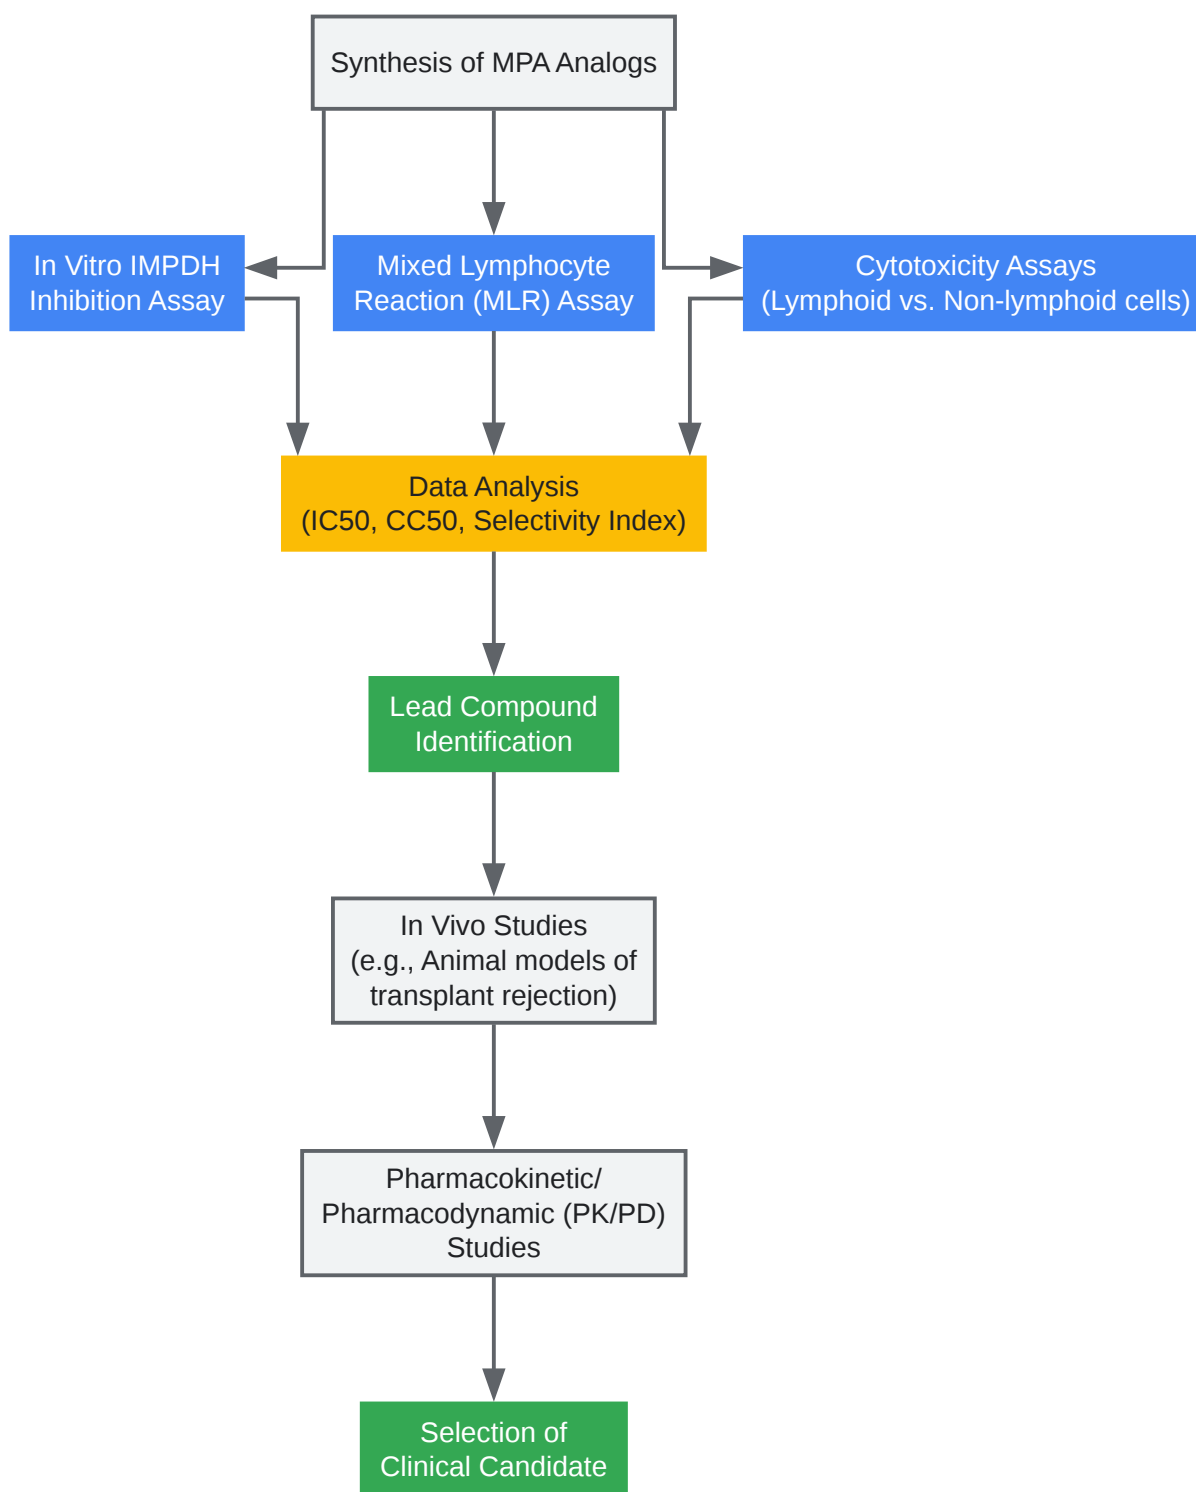 Synthesis of MPA Analogs
In Vitro IMPDH
Inhibition Assay
Mixed Lymphocyte
Reaction (MLR) Assay
Cytotoxicity Assays
(Lymphoid vs. Non-lymphoid cells)
Data Analysis
(IC50, CC50, Selectivity Index)
Lead Compound
Identification
In Vivo Studies
(e.g., Animal models of
transplant rejection)
Pharmacokinetic/
Pharmacodynamic (PK/PD)
Studies
Selection of
Clinical Candidate